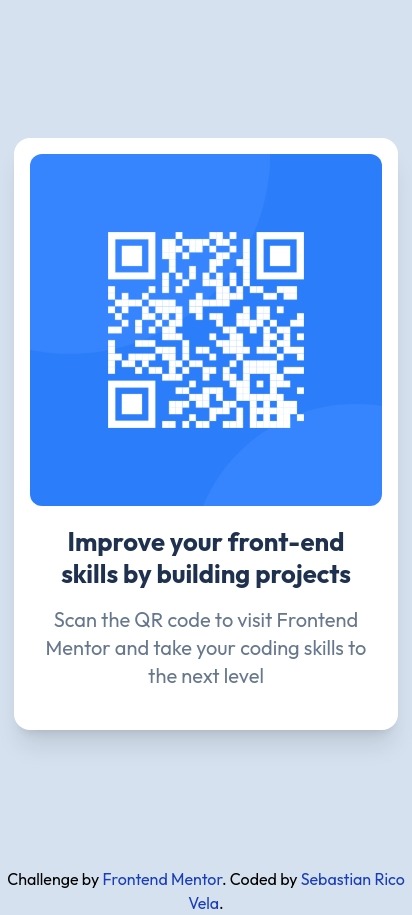 Improve your front-end
skills by building projects
Scan the QR code to visit Frontend
Mentor and take your coding skills to
the next level
Challenge by Frontend Mentor. Coded by Sebastian Rico
Vela.